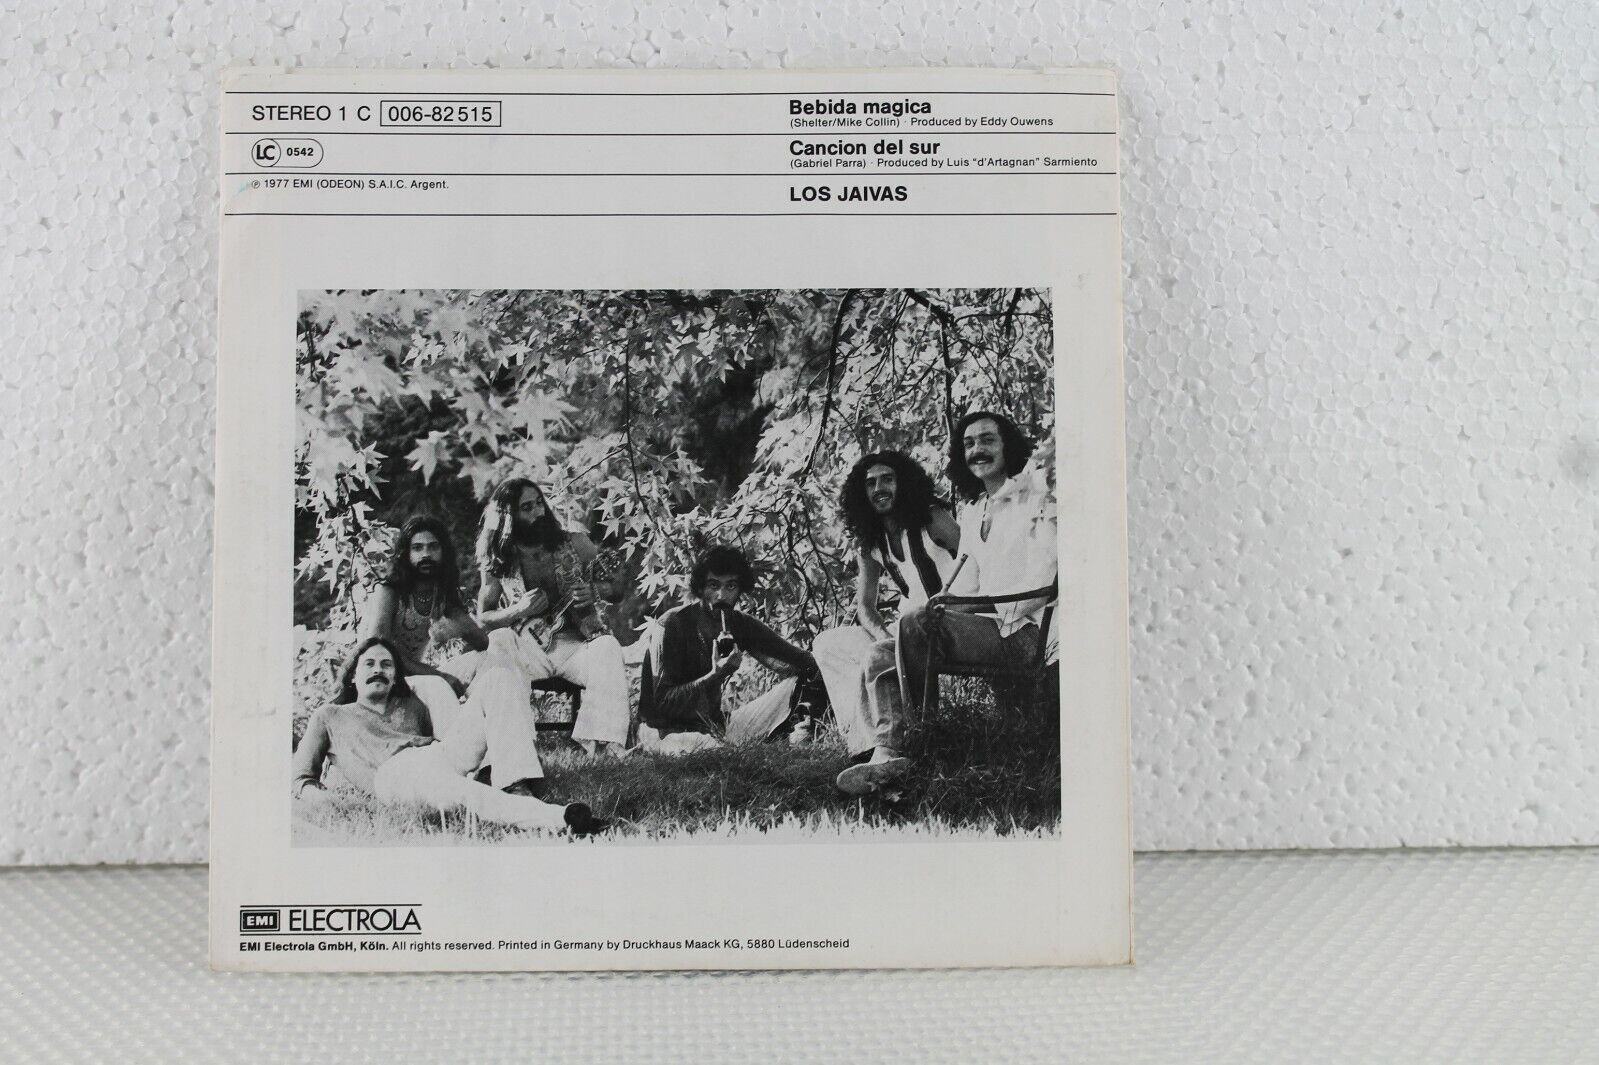 STEREO 1 C 006-82 515
LC 0542
℗ 1977 EMI (ODEON) S.A.I.C. Argent.
Bebida magica
(Shelter/Mike Collin) · Produced by Eddy Ouwens
Cancion del sur
(Gabriel Parra) · Produced by Luis "d'Artagnan" Sarmiento
LOS JAIVAS
EMI ELECTROLA
EMI Electrola GmbH, Köln. All rights reserved. Printed in Germany by Druckhaus Maack KG, 5880 Lüdenscheid